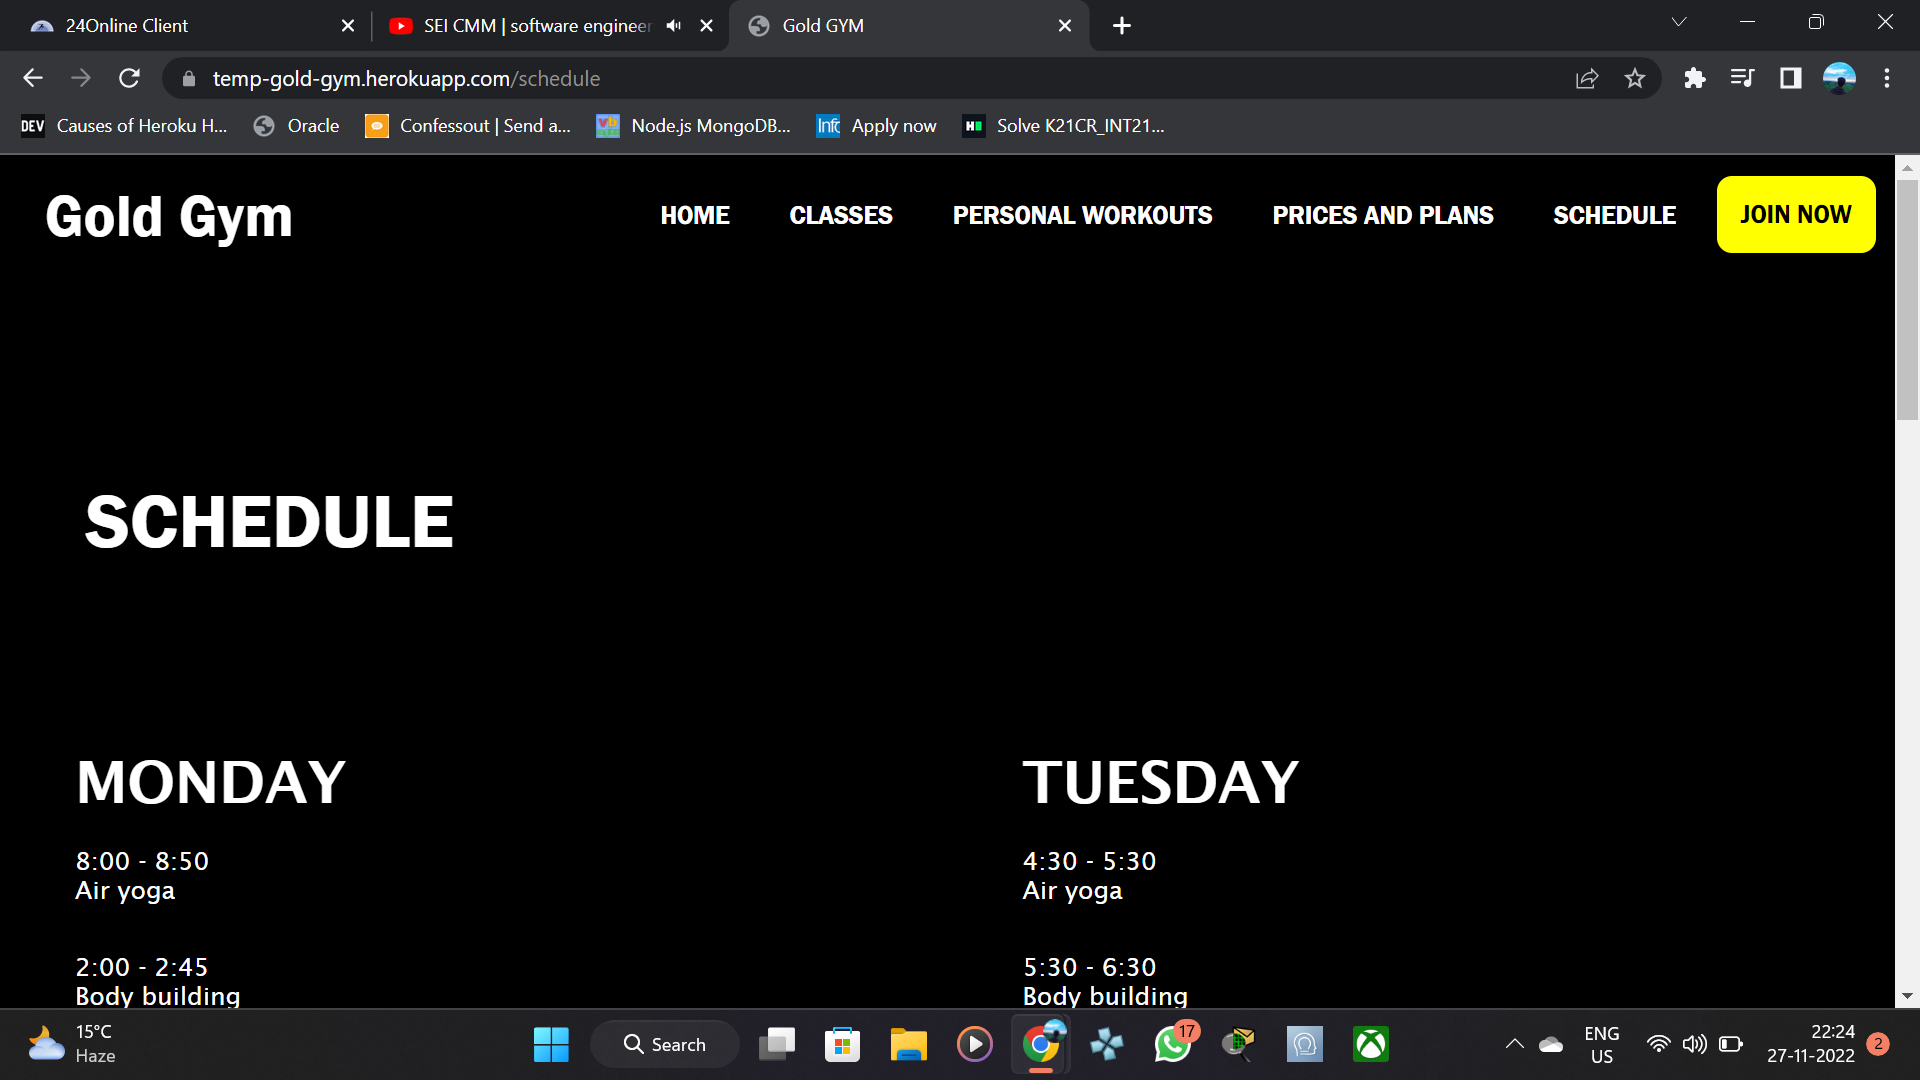 24Online Client
SEI CMM | software engineer
Gold GYM
temp-gold-gym.herokuapp.com/schedule
DEV
Causes of Heroku H...
Oracle
Confessout | Send a...
Node.js MongoDB...
Apply now
Solve K21CR_INT21...
Gold Gym
HOME
CLASSES
PERSONAL WORKOUTS
PRICES AND PLANS
SCHEDULE
JOIN NOW
SCHEDULE
MONDAY
8:00 - 8:50
Air yoga
2:00 - 2:45
Body building
TUESDAY
4:30 - 5:30
Air yoga
5:30 - 6:30
Body building
15°C
Haze
Search
17
ENG
US
22:24
27-11-2022
2